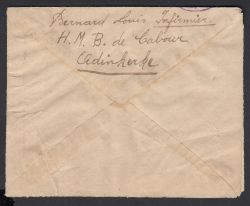 Bernard Louis Infirmier
H. M. B. de Cabour
Adinkerke